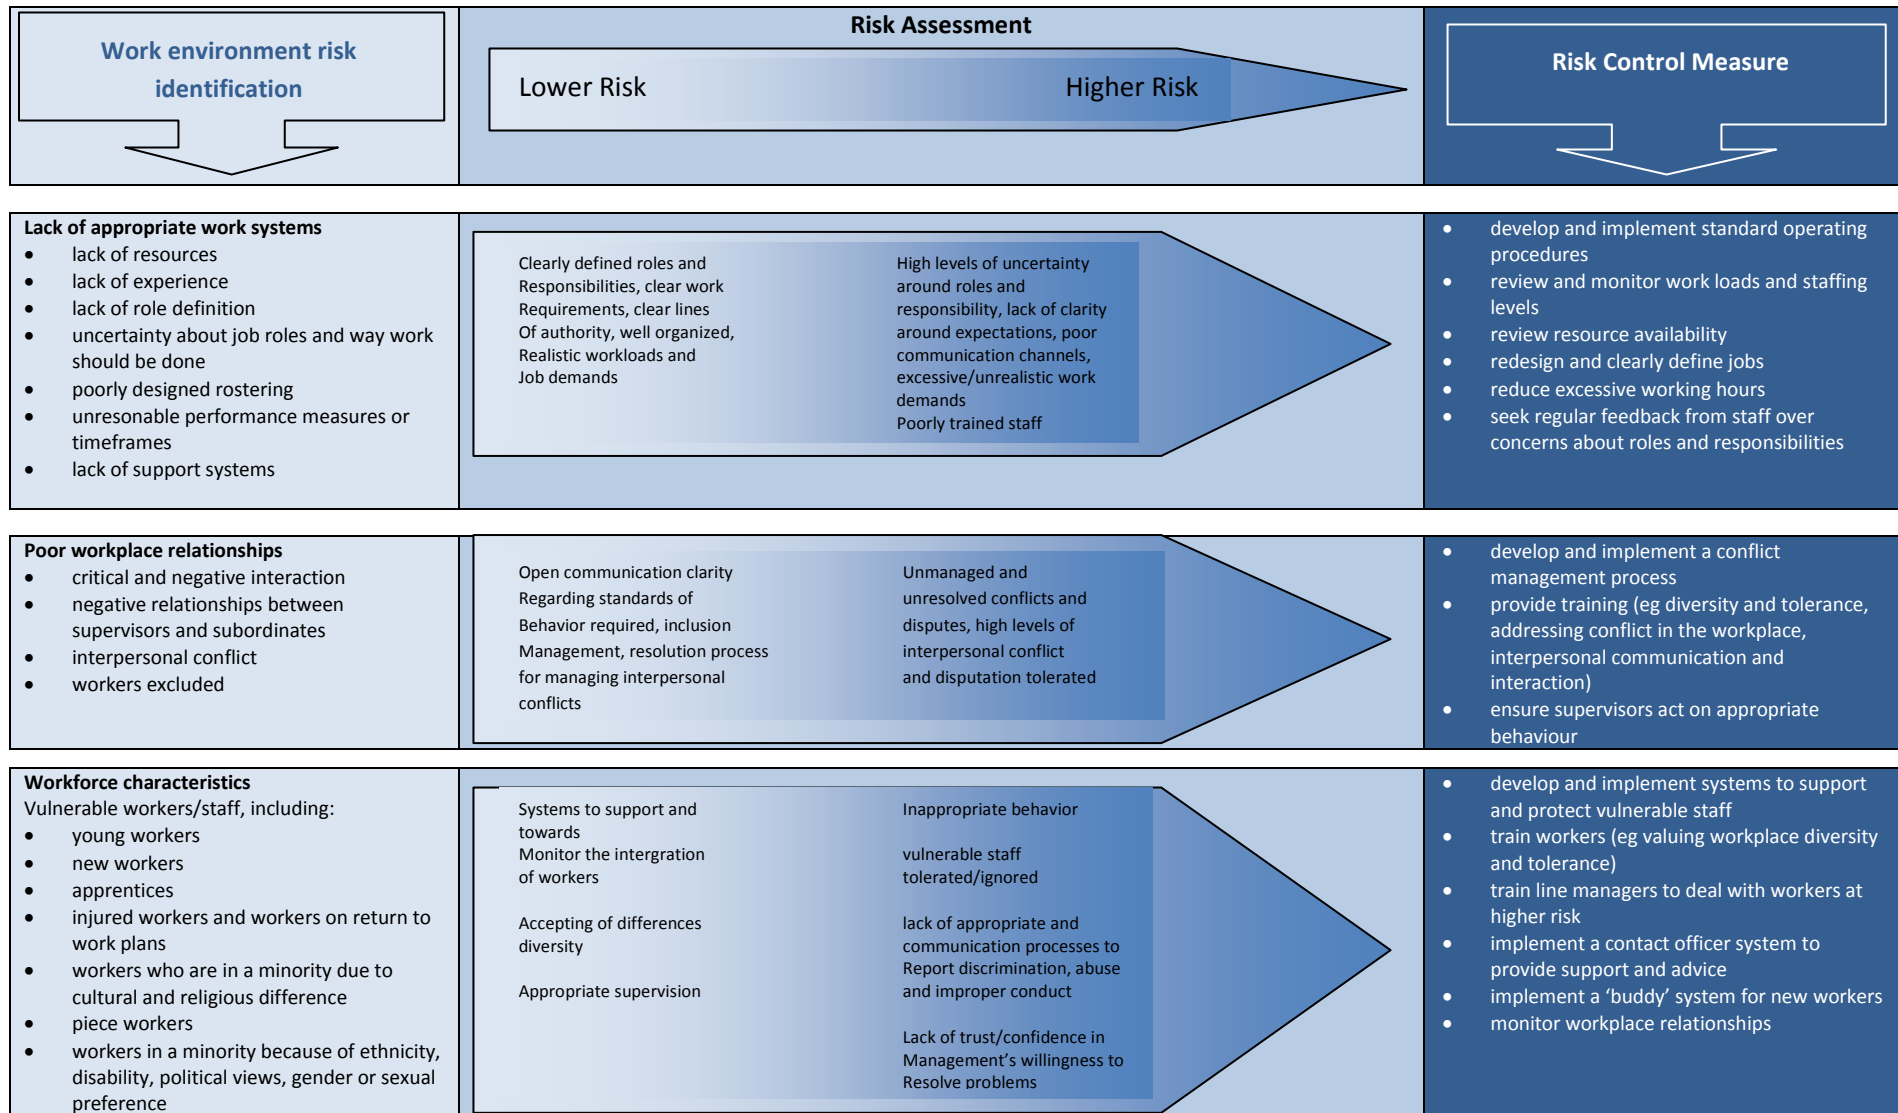 Work environment risk
identification
Risk Assessment
Lower Risk
Higher Risk
Risk Control Measure
Lack of appropriate work systems
• lack of resources
• lack of experience
• lack of role definition
• uncertainty about job roles and way work
should be done
• poorly designed rostering
• unresonable performance measures or
timeframes
• lack of support systems
Clearly defined roles and
Responsibilities, clear work
Requirements, clear lines
Of authority, well organized,
Realistic workloads and
Job demands
High levels of uncertainty
around roles and
responsibility, lack of clarity
around expectations, poor
communication channels,
excessive/unrealistic work
demands
Poorly trained staff
• develop and implement standard operating
procedures
• review and monitor work loads and staffing
levels
• review resource availability
• redesign and clearly define jobs
• reduce excessive working hours
• seek regular feedback from staff over
concerns about roles and responsibilities
Poor workplace relationships
• critical and negative interaction
• negative relationships between
supervisors and subordinates
• interpersonal conflict
• workers excluded
Open communication clarity
Regarding standards of
Behavior required, inclusion
Management, resolution process
for managing interpersonal
conflicts
Unmanaged and
unresolved conflicts and
disputes, high levels of
interpersonal conflict
and disputation tolerated
• develop and implement a conflict
management process
• provide training (eg diversity and tolerance,
addressing conflict in the workplace,
interpersonal communication and
interaction)
• ensure supervisors act on appropriate
behaviour
Workforce characteristics
Vulnerable workers/staff, including:
• young workers
• new workers
• apprentices
• injured workers and workers on return to
work plans
• workers who are in a minority due to
cultural and religious difference
• piece workers
• workers in a minority because of ethnicity,
disability, political views, gender or sexual
preference
Systems to support and
towards
Monitor the intergration
of workers
Accepting of differences
diversity
Appropriate supervision
Inappropriate behavior
vulnerable staff
tolerated/ignored
lack of appropriate and
communication processes to
Report discrimination, abuse
and improper conduct
Lack of trust/confidence in
Management’s willingness to
Resolve problems
• develop and implement systems to support
and protect vulnerable staff
• train workers (eg valuing workplace diversity
and tolerance)
• train line managers to deal with workers at
higher risk
• implement a contact officer system to
provide support and advice
• implement a ‘buddy’ system for new workers
• monitor workplace relationships